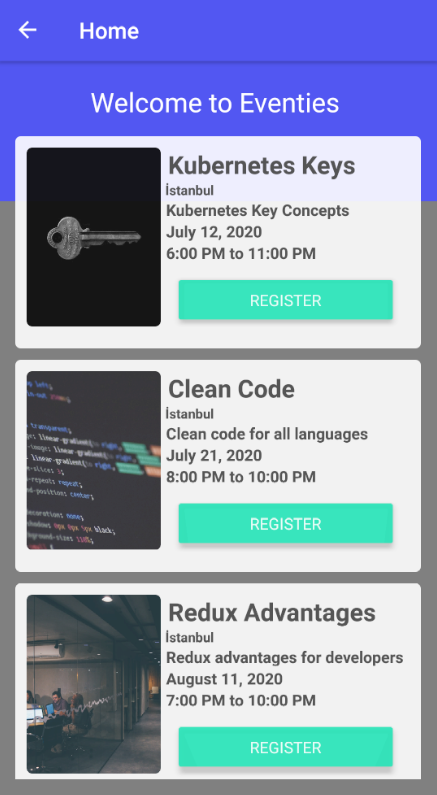 Home
Welcome to Eventies
Kubernetes Keys
İstanbul
Kubernetes Key Concepts
July 12, 2020
6:00 PM to 11:00 PM
REGISTER
Clean Code
İstanbul
Clean code for all languages
July 21, 2020
8:00 PM to 10:00 PM
REGISTER
Redux Advantages
İstanbul
Redux advantages for developers
August 11, 2020
7:00 PM to 10:00 PM
REGISTER